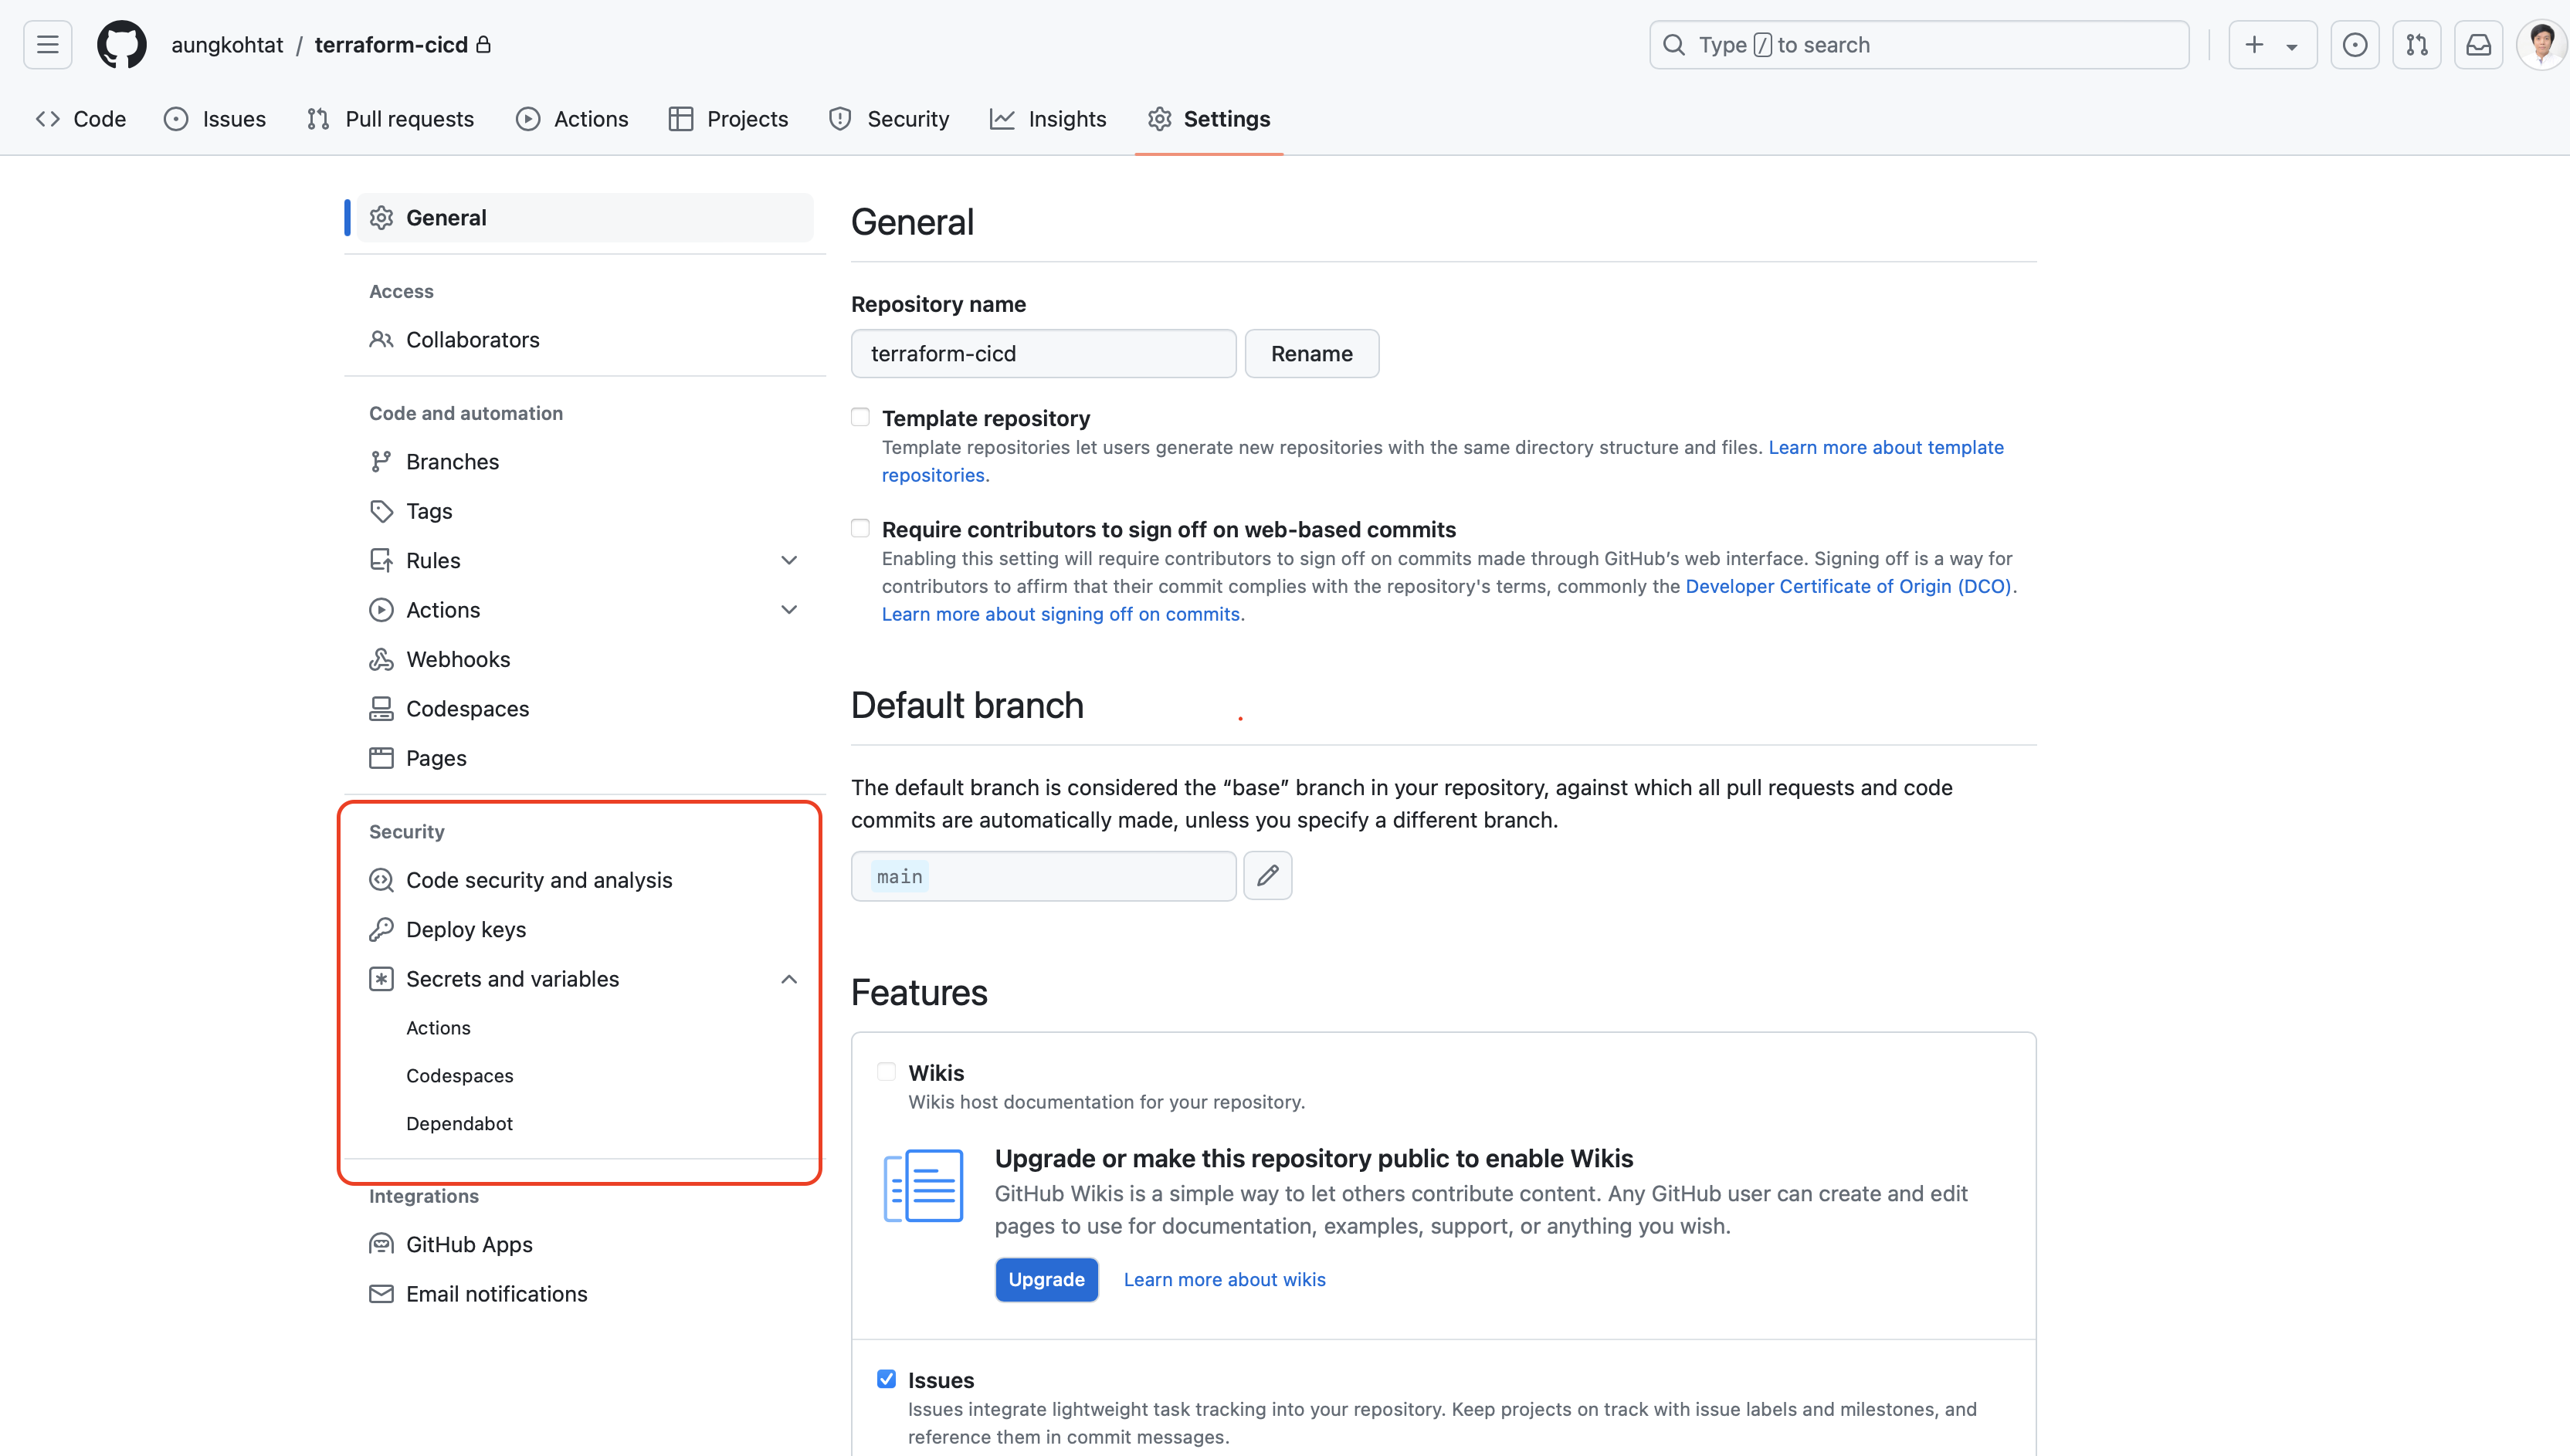 aungkohtat / terraform-cicd
Type / to search
Code
Issues
Pull requests
Actions
Projects
Security
Insights
Settings
General
Access
Collaborators
Code and automation
Branches
Tags
Rules
Actions
Webhooks
Codespaces
Pages
Security
Code security and analysis
Deploy keys
Secrets and variables
Actions
Codespaces
Dependabot
Integrations
GitHub Apps
Email notifications
General
Repository name
terraform-cicd
Rename
Template repository
Template repositories let users generate new repositories with the same directory structure and files. Learn more about template
repositories.
Require contributors to sign off on web-based commits
Enabling this setting will require contributors to sign off on commits made through GitHub’s web interface. Signing off is a way for
contributors to affirm that their commit complies with the repository's terms, commonly the Developer Certificate of Origin (DCO).
Learn more about signing off on commits.
Default branch
The default branch is considered the “base” branch in your repository, against which all pull requests and code
commits are automatically made, unless you specify a different branch.
main
Features
Wikis
Wikis host documentation for your repository.
Upgrade or make this repository public to enable Wikis
GitHub Wikis is a simple way to let others contribute content. Any GitHub user can create and edit
pages to use for documentation, examples, support, or anything you wish.
Upgrade
Learn more about wikis
Issues
Issues integrate lightweight task tracking into your repository. Keep projects on track with issue labels and milestones, and
reference them in commit messages.